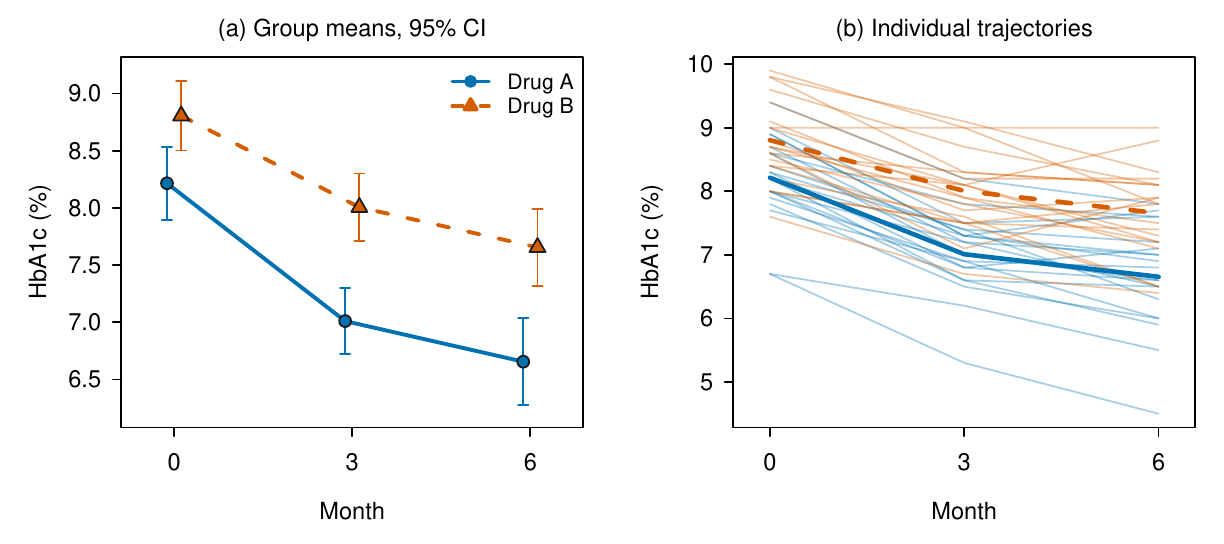 (a) Group means, 95% CI
HbA1c (%)
9.0
8.5
8.0
7.5
7.0
6.5
Drug A
Drug B
0 3 6
Month
(b) Individual trajectories
HbA1c (%)
10
9
8
7
6
5
0 3 6
Month